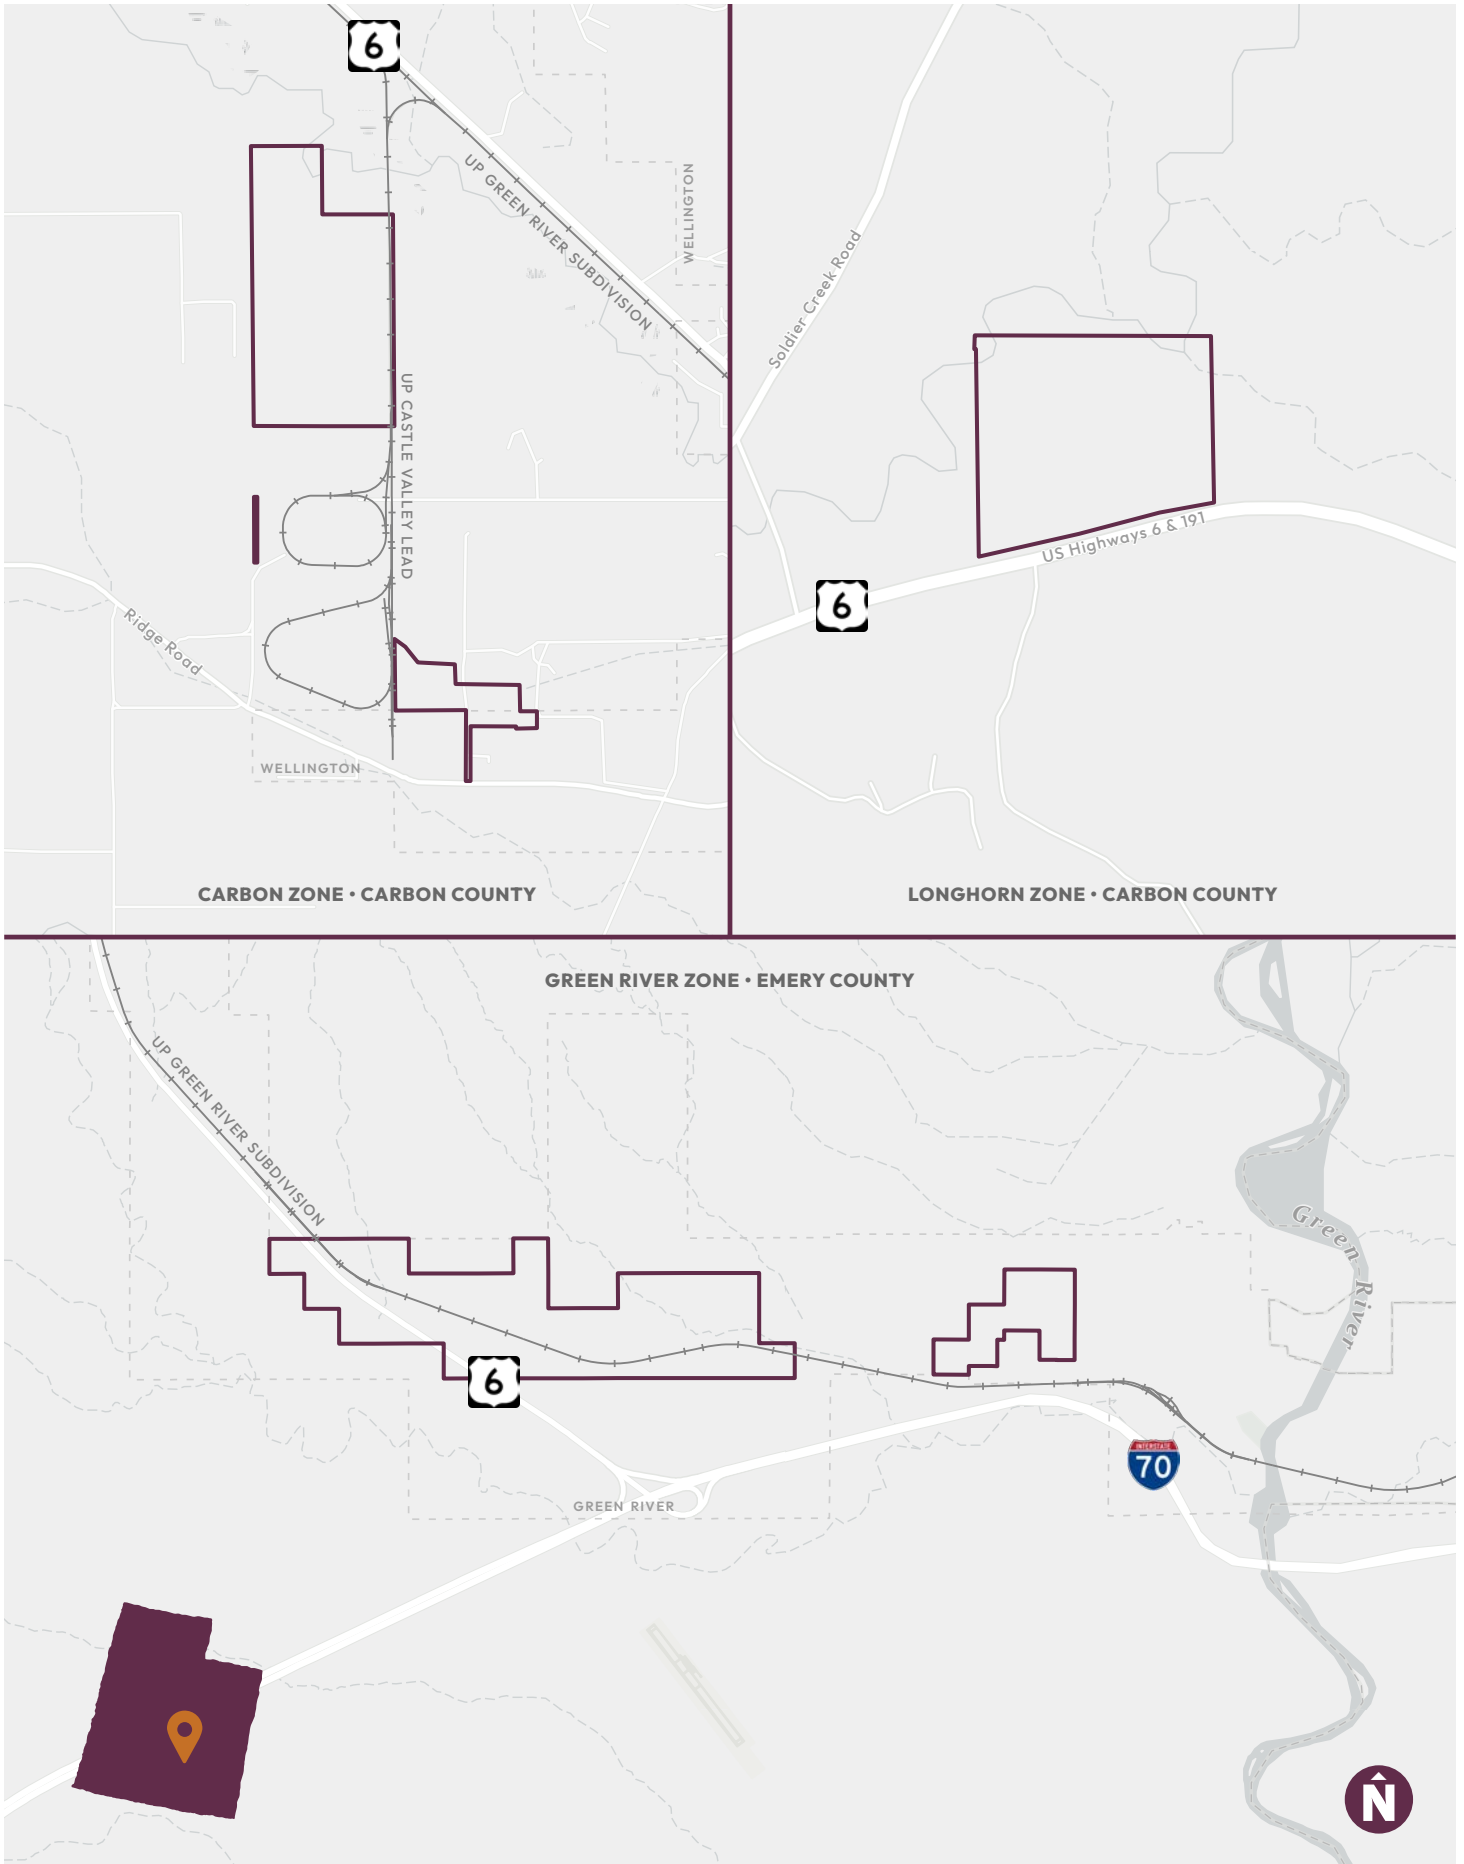 6
UP GREEN RIVER SUBDIVISION
WELLINGTON
UP CASTLE VALLEY LEAD
Ridge Road
WELLINGTON
CARBON ZONE • CARBON COUNTY
Soldier Creek Road
US Highways 6 & 191
6
LONGHORN ZONE • CARBON COUNTY
GREEN RIVER ZONE • EMERY COUNTY
UP GREEN RIVER SUBDIVISION
Green River
6
INTERSTATE
70
GREEN RIVER
N